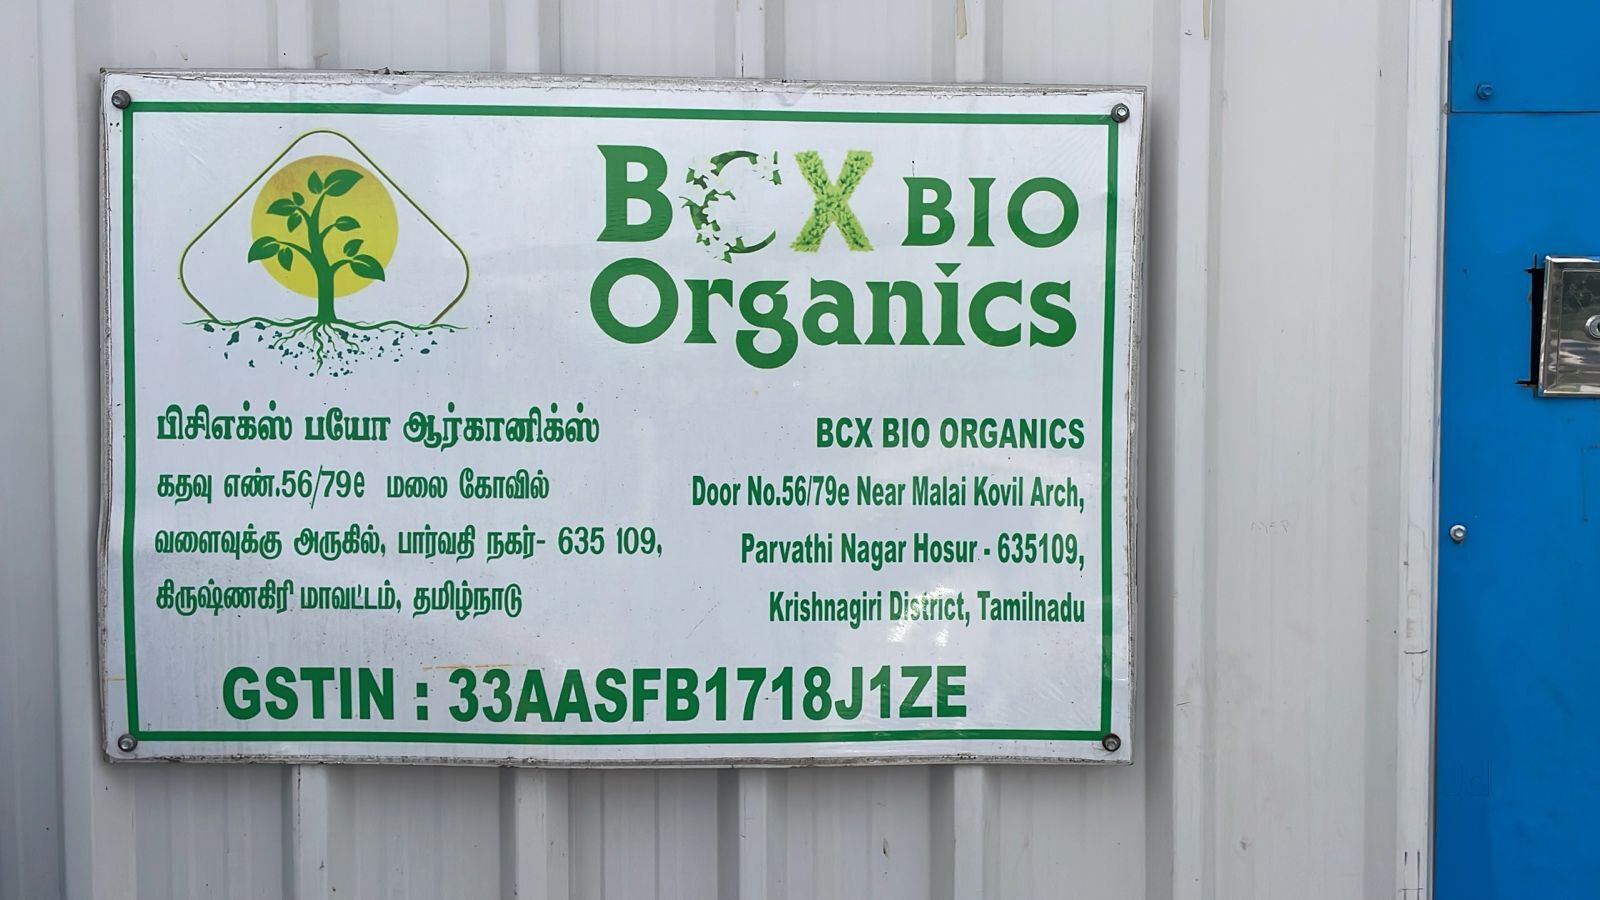 BCX BIO
Organics
பிசிஎக்ஸ் பயோ ஆர்கானிக்ஸ்
கதவு எண்.56/79e மலை கோவில்
வளைவுக்கு அருகில், பார்வதி நகர்- 635 109,
கிருஷ்ணகிரி மாவட்டம், தமிழ்நாடு
BCX BIO ORGANICS
Door No.56/79e Near Malai Kovil Arch,
Parvathi Nagar Hosur - 635109,
Krishnagiri District, Tamilnadu
GSTIN : 33AASFB1718J1ZE
Jd